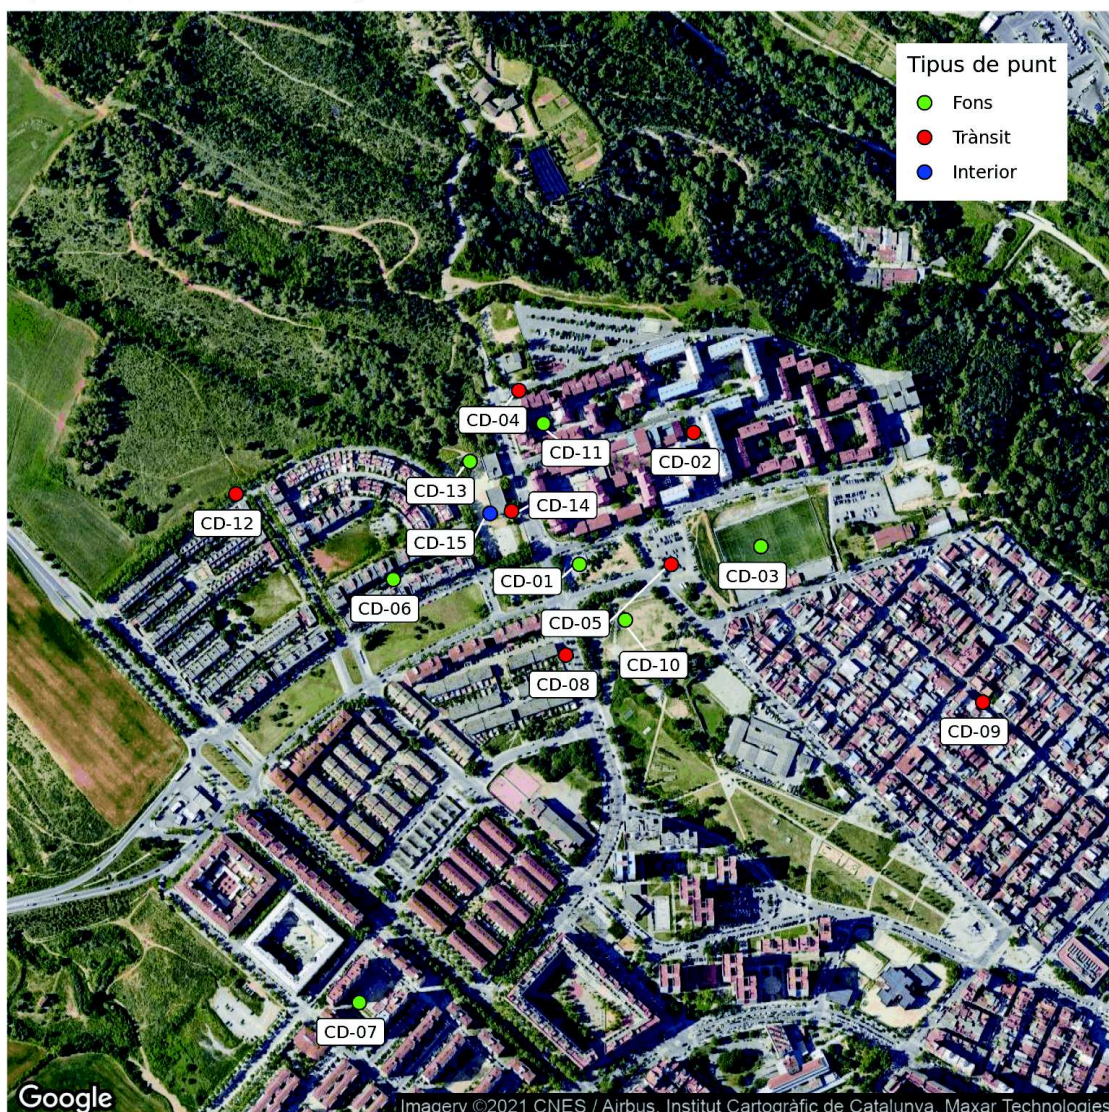 Tipus de punt
Fons
Trànsit
Interior
CD-04
CD-11
CD-02
CD-13
CD-14
CD-12
CD-15
CD-01
CD-03
CD-06
CD-05
CD-10
CD-08
CD-09
CD-07
Google
Imagery ©2021 CNES / Airbus, Institut Cartogràfic de Catalunya, Maxar Technologies